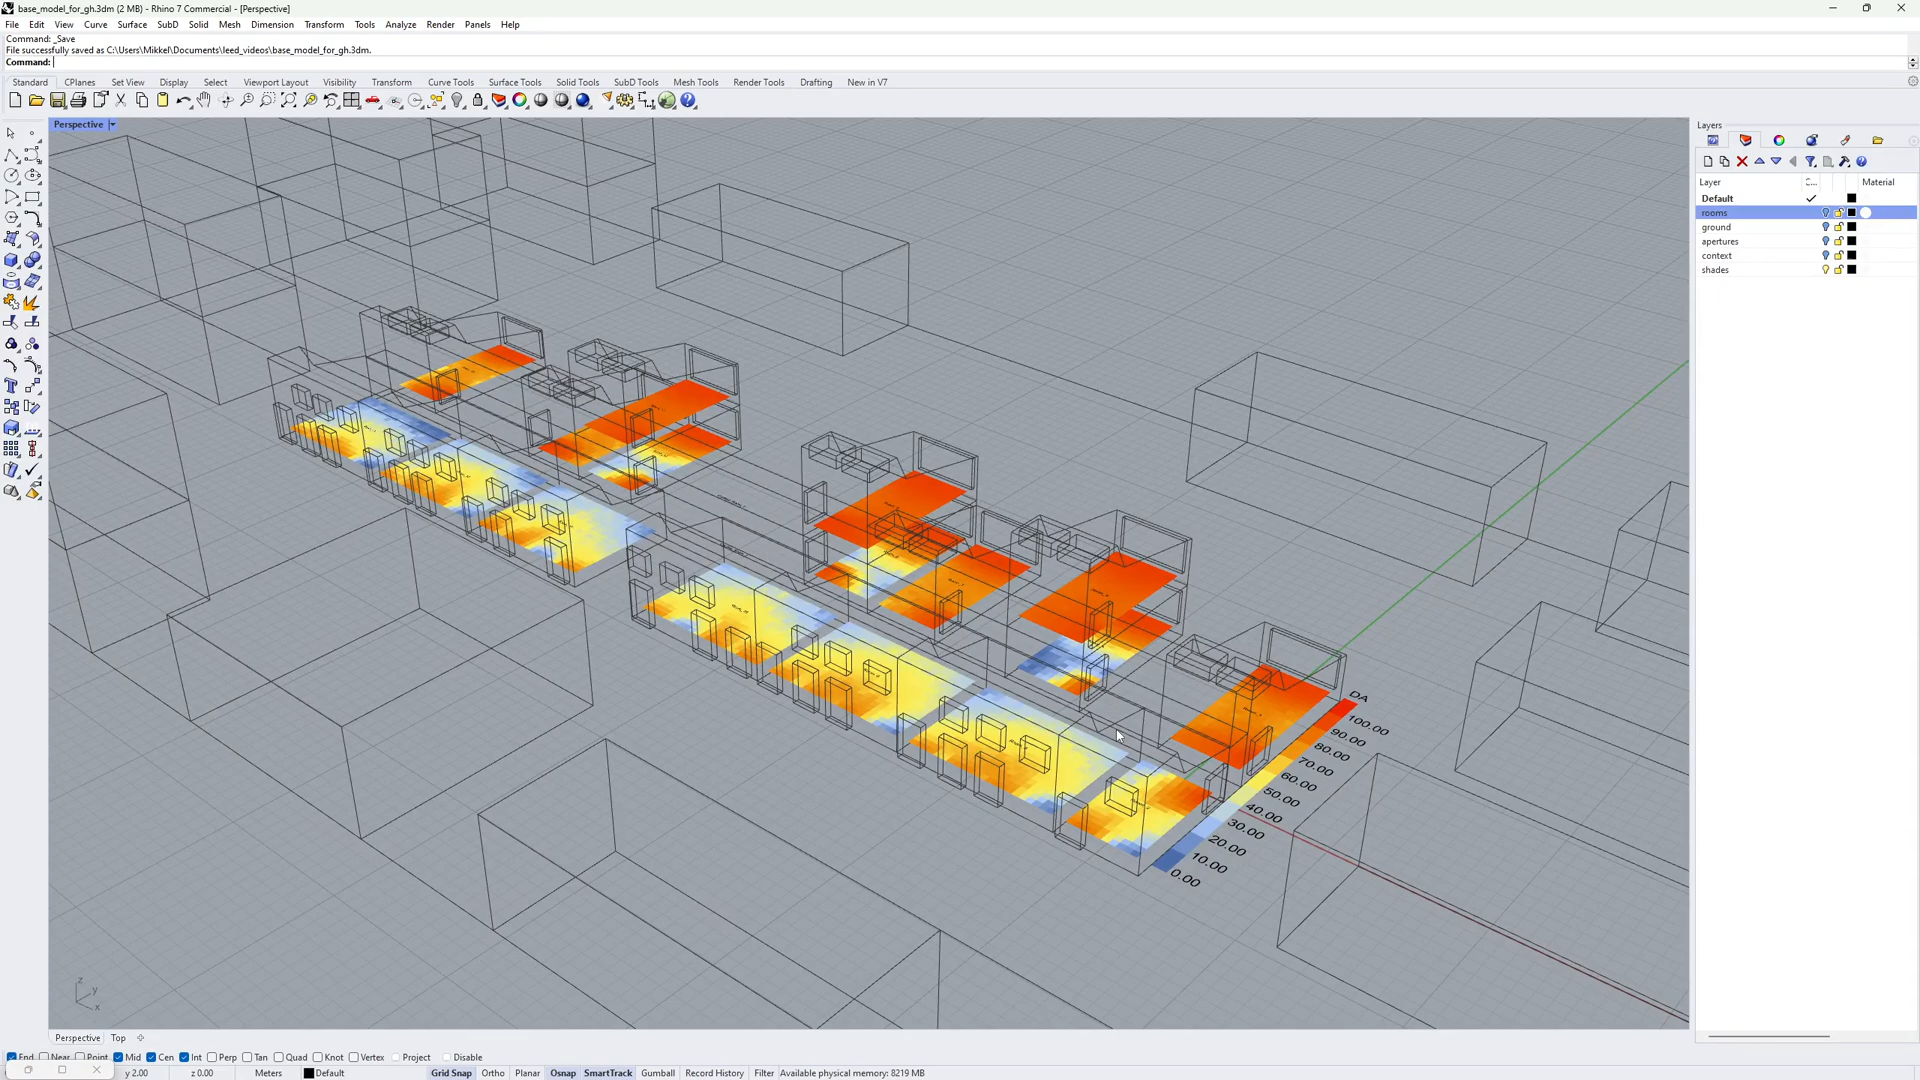 base_model_for_gh.3dm (2 MB) - Rhino 7 Commercial - [Perspective]
File Edit View Curve Surface SubD Solid Mesh Dimension Transform Tools Analyze Render Panels Help
Command: _Save
File successfully saved as C:\Users\Mikkel\Documents\leed_videos\base_model_for_gh.3dm.
Command:
Standard CPlanes Set View Display Select Viewport Layout Visibility Transform Curve Tools Surface Tools Solid Tools SubD Tools Mesh Tools Render Tools Drafting New in V7
Perspective
Layers
Layer C... Material
Default
rooms
ground
apertures
context
shades
DA
100.00
90.00
80.00
70.00
60.00
50.00
40.00
30.00
20.00
10.00
0.00
z
y
x
Perspective Top
End Near Point Mid Cen Int Perp Tan Quad Knot Vertex Project Disable
y 2.00 z 0.00 Meters Default Grid Snap Ortho Planar Osnap SmartTrack Gumball Record History Filter Available physical memory: 8219 MB